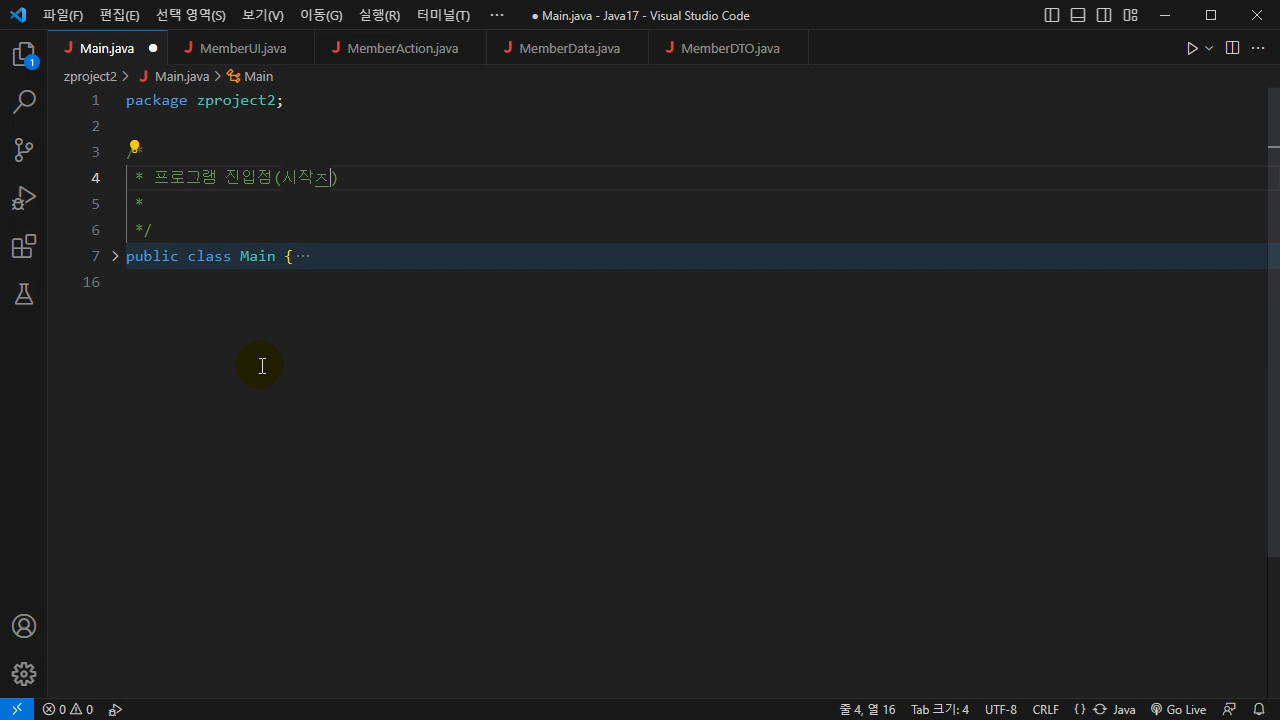 파일(F) 편집(E) 선택 영역(S) 보기(V) 이동(G) 실행(R) 터미널(T) ··· ● Main.java - Java17 - Visual Studio Code
Main.java ● MemberUI.java MemberAction.java MemberData.java MemberDTO.java
zproject2 > Main.java > Main
1 package zproject2;
2
3 /*
4 * 프로그램 진입점(시작ㅈ)
5 *
6 */
7 public class Main {···
16
1
0 0 줄 4, 열 16 Tab 크기: 4 UTF-8 CRLF {} Java Go Live